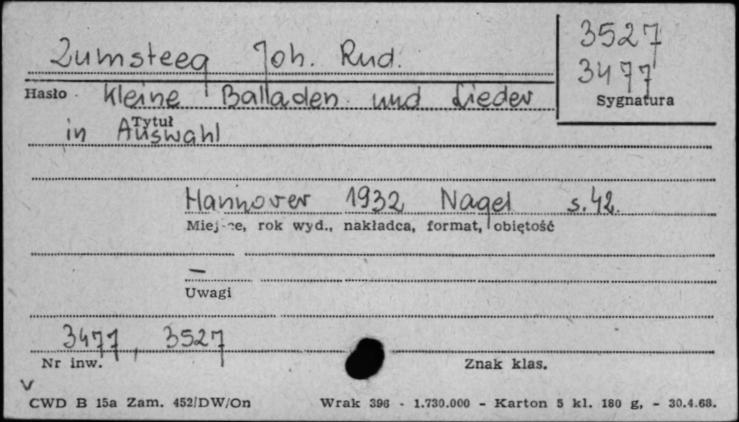 Zumsteeg Joh. Rud.
3527
3477
Sygnatura
Hasło Kleine Balladen und Lieder
Tytuł
in Auswahl
Hannover 1932 Nagel s. 42.
Miejsce, rok wyd., nakładca, format, objętość
—
Uwagi
3477, 3527
Nr inw. Znak klas.
v
CWD B 15a Zam. 452/DW/On Wrak 396 - 1.730.000 - Karton 5 kl. 180 g, - 30.4.68.